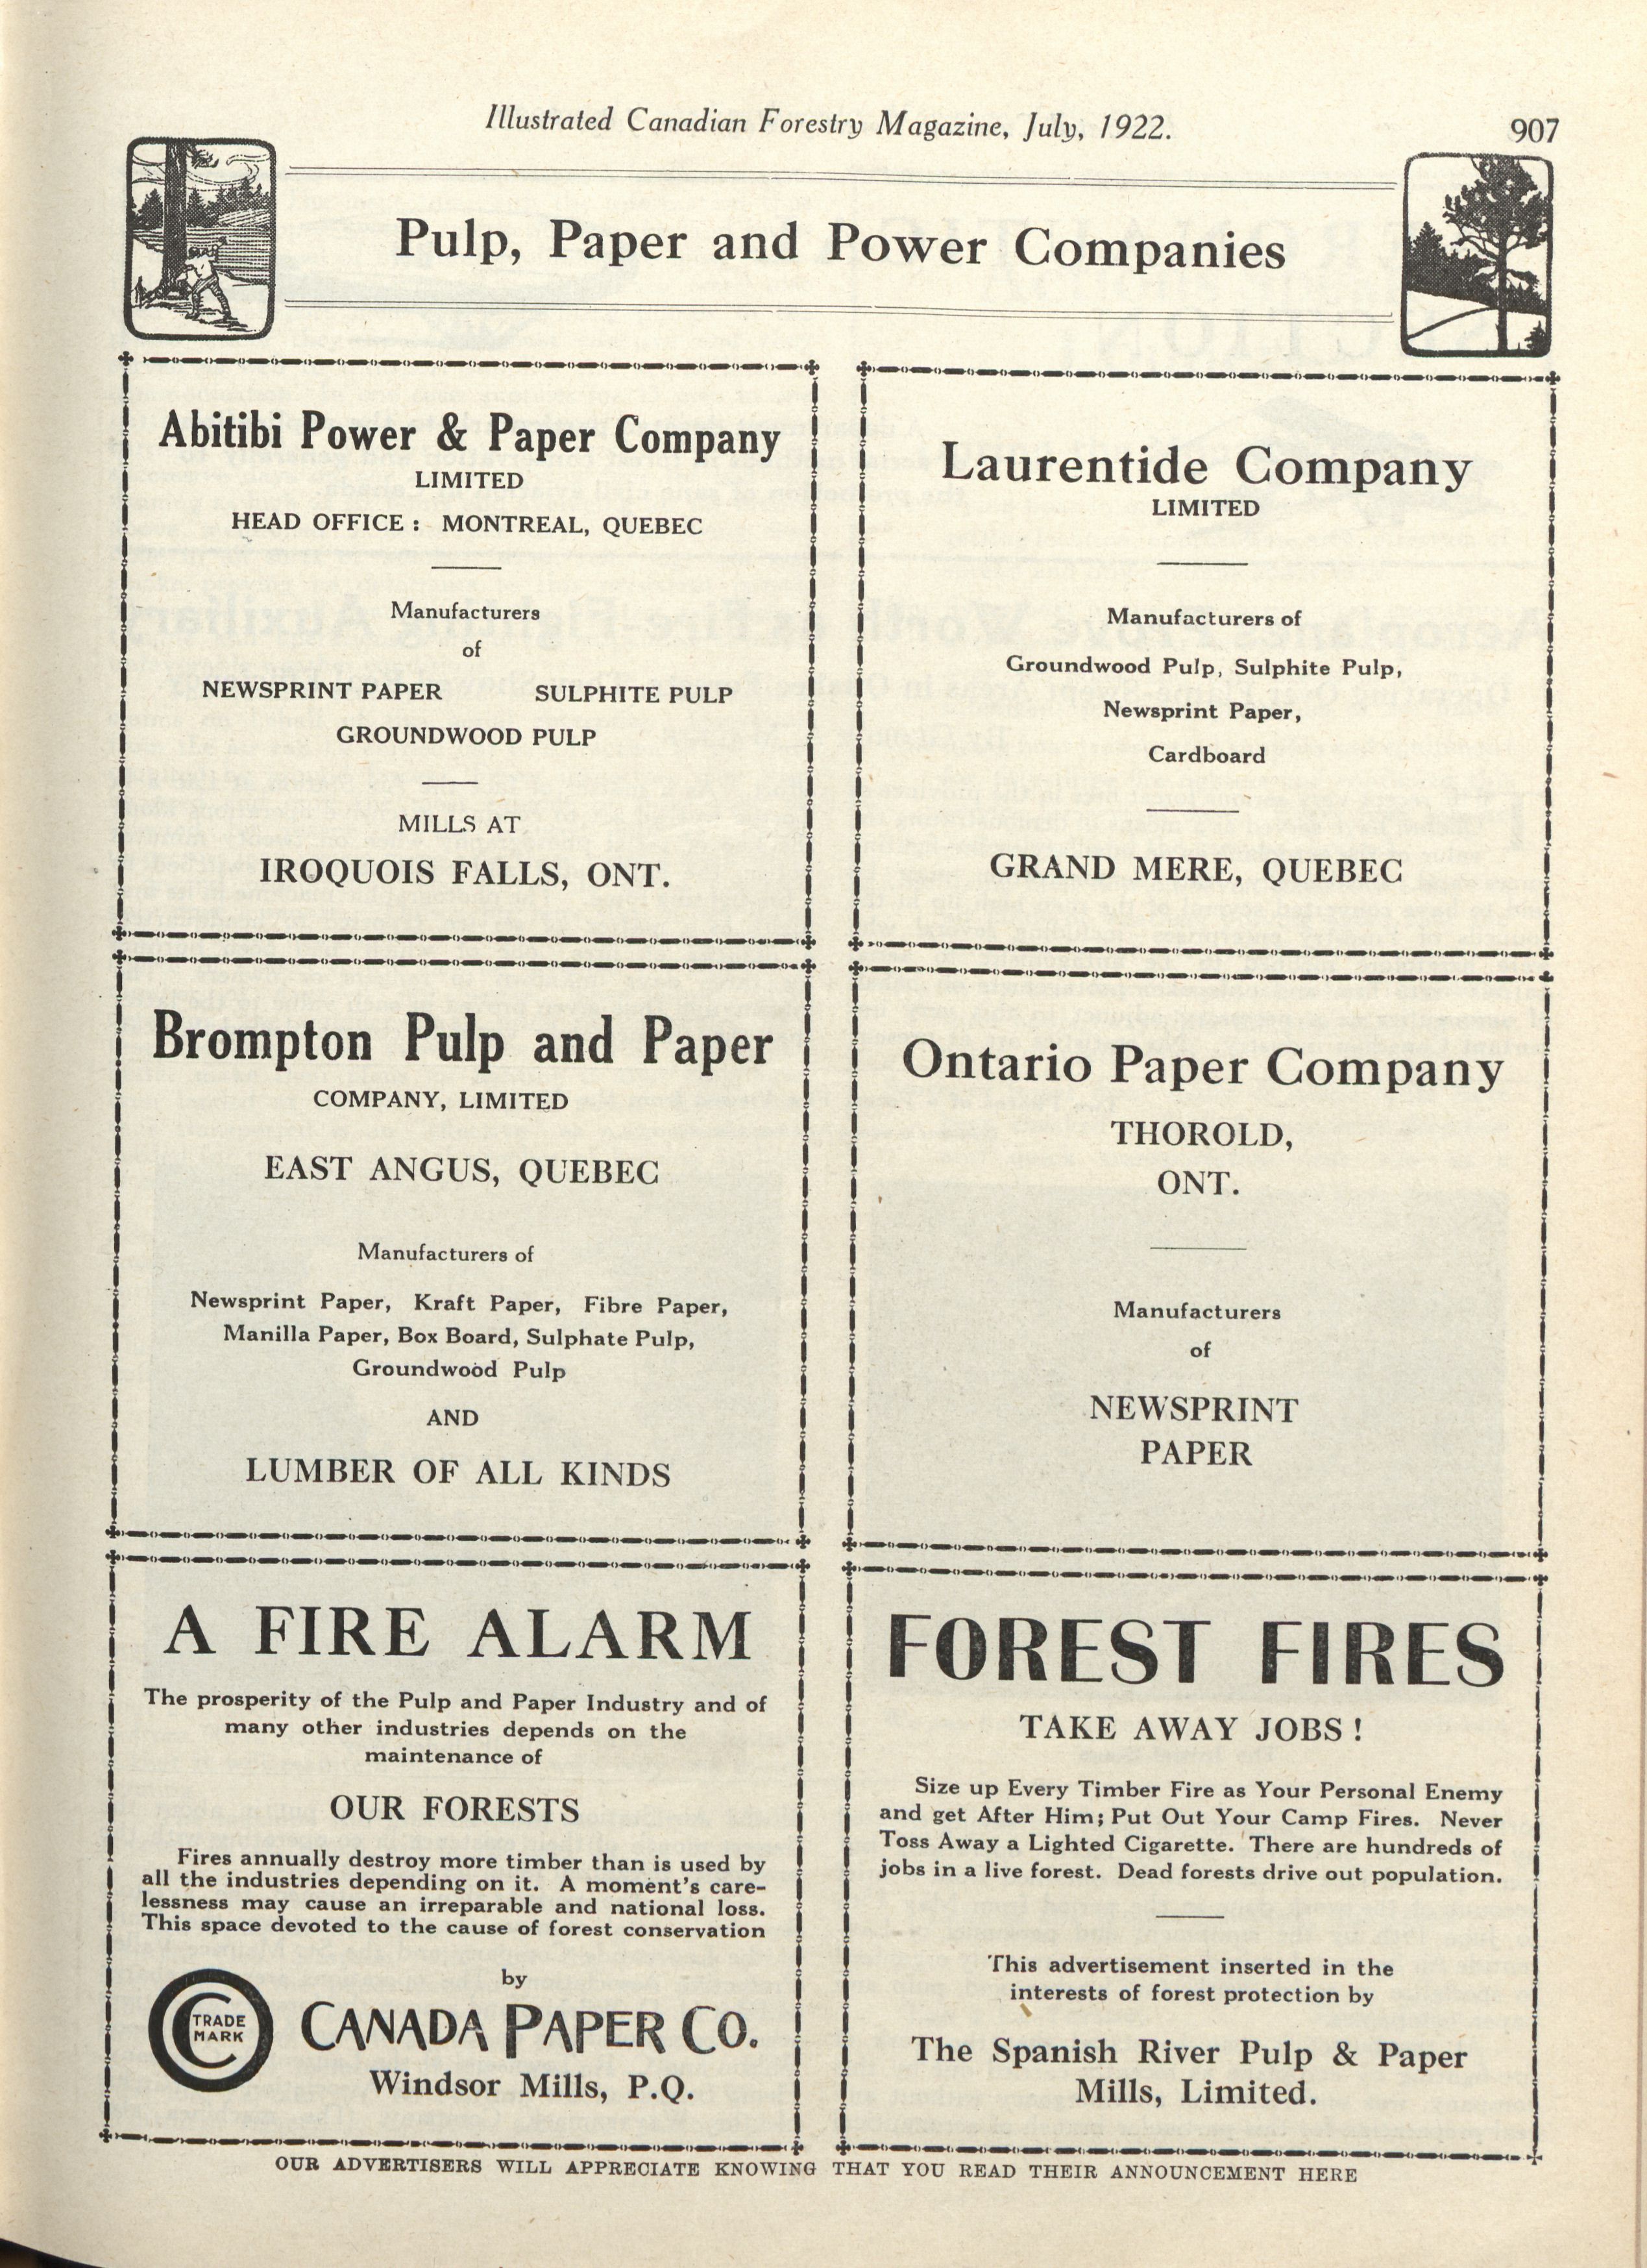 Illustrated Canadian Forestry Magazine, July, 1922.
907
Pulp, Paper and Power Companies
Abitibi Power & Paper Company
LIMITED
HEAD OFFICE : MONTREAL, QUEBEC
Manufacturers
of
NEWSPRINT PAPER SULPHITE PULP
GROUNDWOOD PULP
MILLS AT
IROQUOIS FALLS, ONT.
Laurentide Company
LIMITED
Manufacturers of
Groundwood Pulp, Sulphite Pulp,
Newsprint Paper,
Cardboard
GRAND MERE, QUEBEC
Brompton Pulp and Paper
COMPANY, LIMITED
EAST ANGUS, QUEBEC
Manufacturers of
Newsprint Paper, Kraft Paper, Fibre Paper,
Manilla Paper, Box Board, Sulphate Pulp,
Groundwood Pulp
AND
LUMBER OF ALL KINDS
Ontario Paper Company
THOROLD,
ONT.
Manufacturers
of
NEWSPRINT
PAPER
A FIRE ALARM
The prosperity of the Pulp and Paper Industry and of
many other industries depends on the
maintenance of
OUR FORESTS
Fires annually destroy more timber than is used by
all the industries depending on it. A moment's care-
lessness may cause an irreparable and national loss.
This space devoted to the cause of forest conservation
by
TRADE
MARK
CANADA PAPER CO.
Windsor Mills, P.Q.
FOREST FIRES
TAKE AWAY JOBS !
Size up Every Timber Fire as Your Personal Enemy
and get After Him; Put Out Your Camp Fires. Never
Toss Away a Lighted Cigarette. There are hundreds of
jobs in a live forest. Dead forests drive out population.
This advertisement inserted in the
interests of forest protection by
The Spanish River Pulp & Paper
Mills, Limited.
OUR ADVERTISERS WILL APPRECIATE KNOWING THAT YOU READ THEIR ANNOUNCEMENT HERE